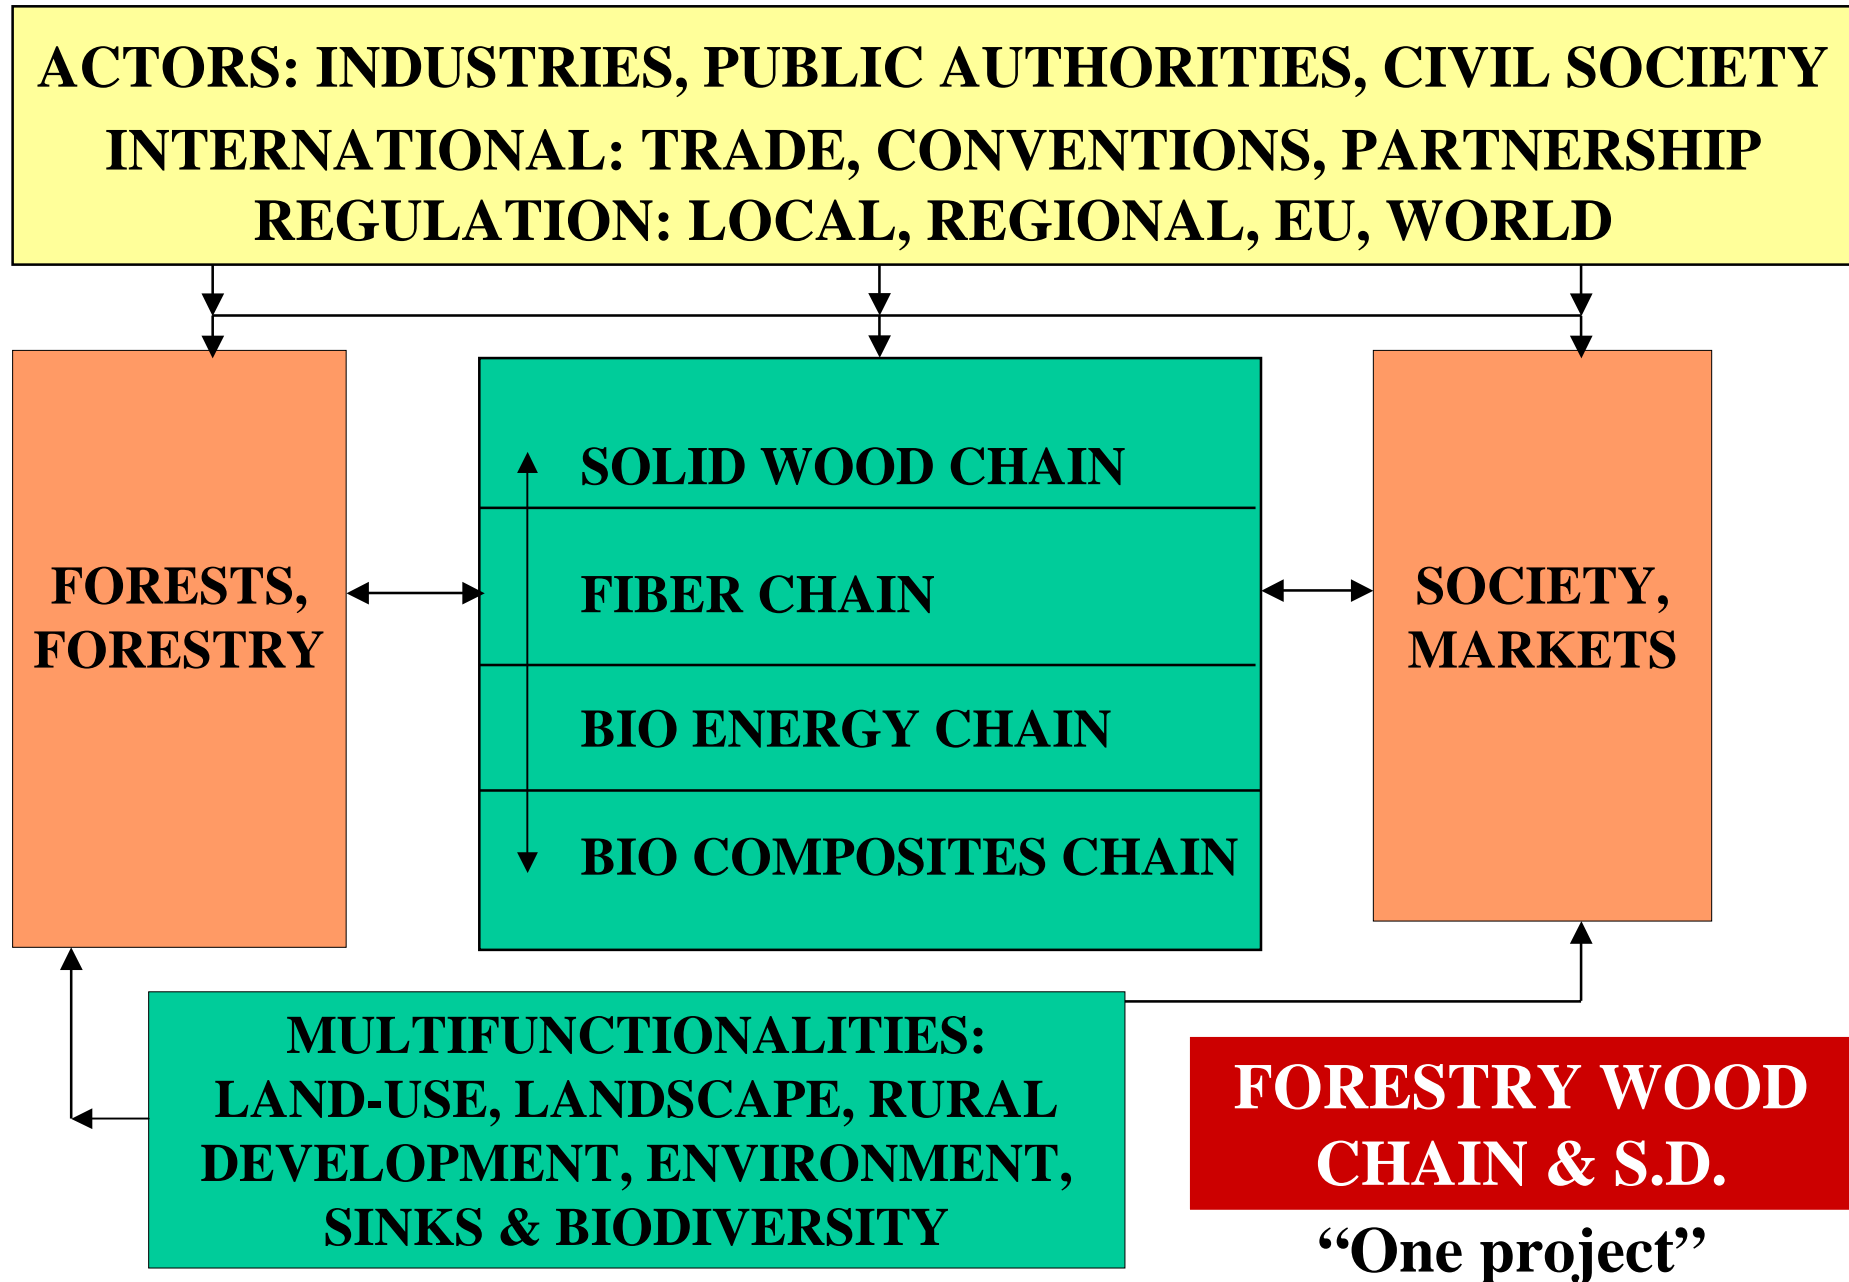 ACTORS: INDUSTRIES, PUBLIC AUTHORITIES, CIVIL SOCIETY
INTERNATIONAL: TRADE, CONVENTIONS, PARTNERSHIP
REGULATION: LOCAL, REGIONAL, EU, WORLD
FORESTS,
FORESTRY
SOLID WOOD CHAIN
FIBER CHAIN
BIO ENERGY CHAIN
BIO COMPOSITES CHAIN
SOCIETY,
MARKETS
MULTIFUNCTIONALITIES:
LAND-USE, LANDSCAPE, RURAL
DEVELOPMENT, ENVIRONMENT,
SINKS & BIODIVERSITY
FORESTRY WOOD
CHAIN & S.D.
“One project”